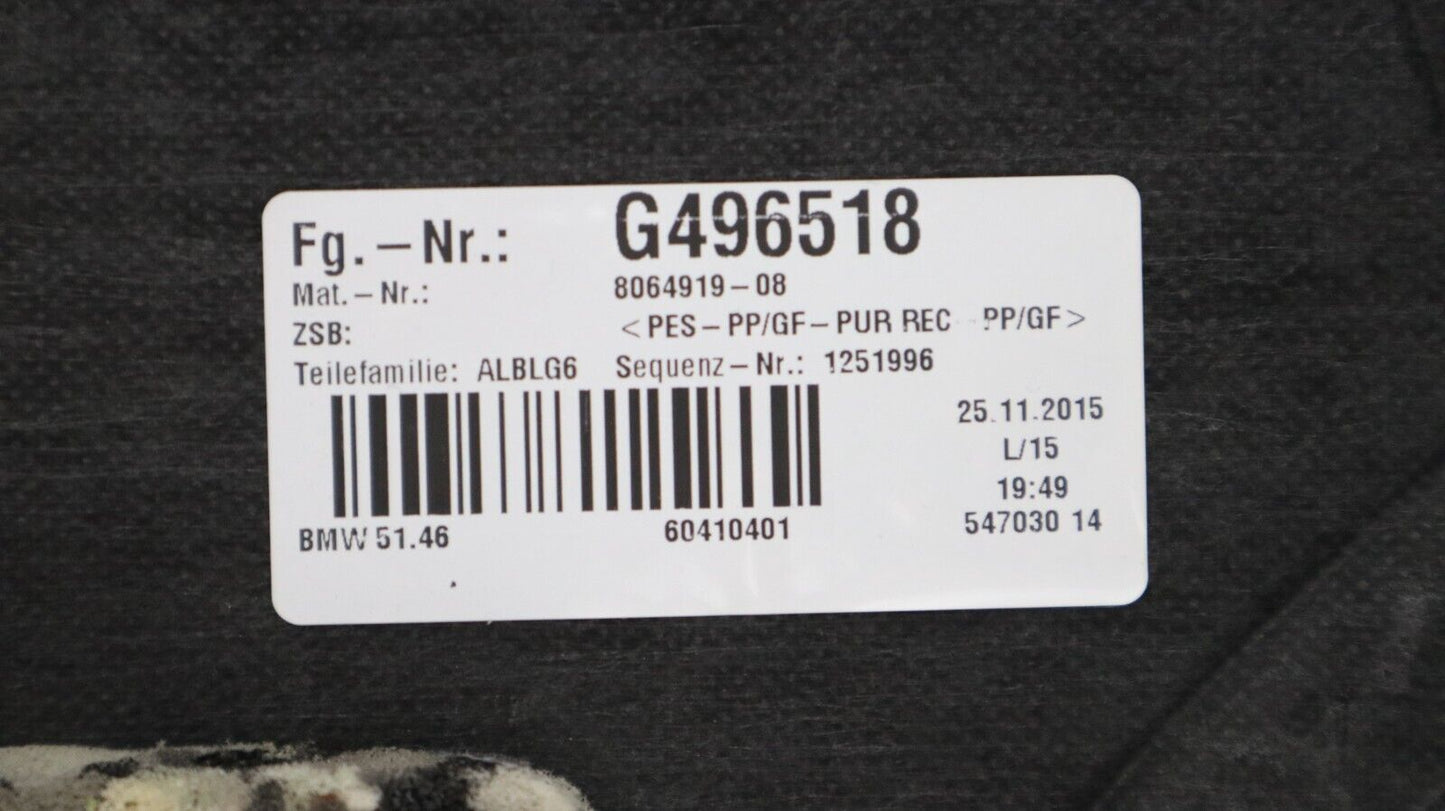 Fg.-Nr.: G496518
Mat.-Nr.: 8064919-08
ZSB: <PES-PP/GF-PUR REC PP/GF>
Teilefamilie: ALBLG6 Sequenz-Nr.: 1251996
25.11.2015
L/15
19:49
BMW 51.46 60410401 547030 14